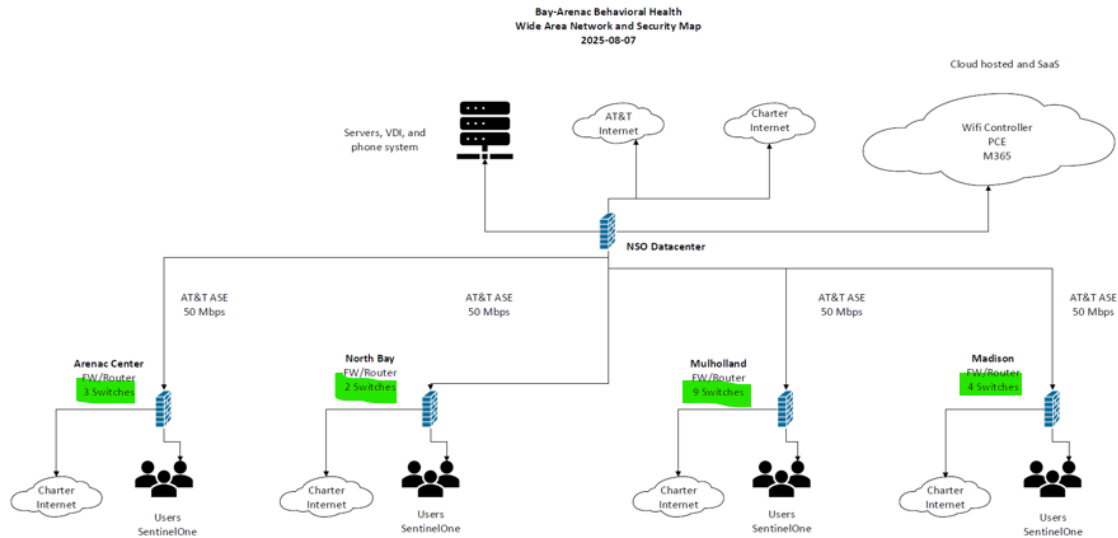 Bay-Arenac Behavioral Health
Wide Area Network and Security Map
2025-08-07
Cloud hosted and SaaS
Servers, VDI, and
phone system
AT&T
Internet
Charter
Internet
Wifi Controller
PCE
M365
NSO Datacenter
AT&T ASE
50 Mbps
AT&T ASE
50 Mbps
AT&T ASE
50 Mbps
AT&T ASE
50 Mbps
Arenac Center
FW/Router
3 Switches
North Bay
FW/Router
2 Switches
Mulholland
FW/Router
9 Switches
Madison
FW/Router
4 Switches
Charter
Internet
Users
SentinelOne
Charter
Internet
Users
SentinelOne
Charter
Internet
Users
SentinelOne
Charter
Internet
Users
SentinelOne